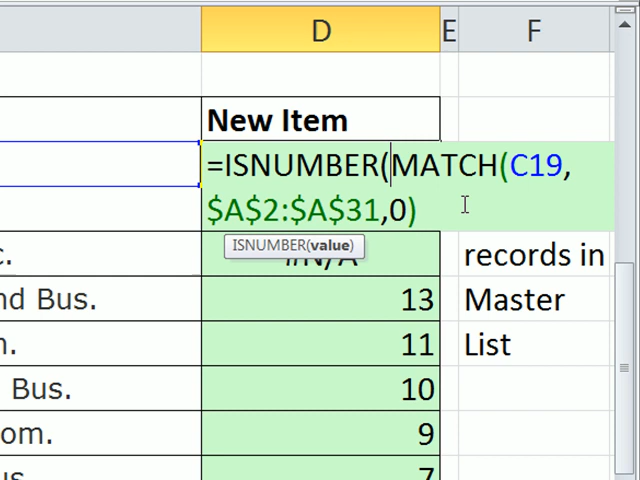 D E F
New Item
=ISNUMBER(MATCH(C19,
$A$2:$A$31,0)
ISNUMBER(value)
c. #N/A records in
nd Bus. 13 Master
n. 11 List
Bus. 10
om. 9
us. 7